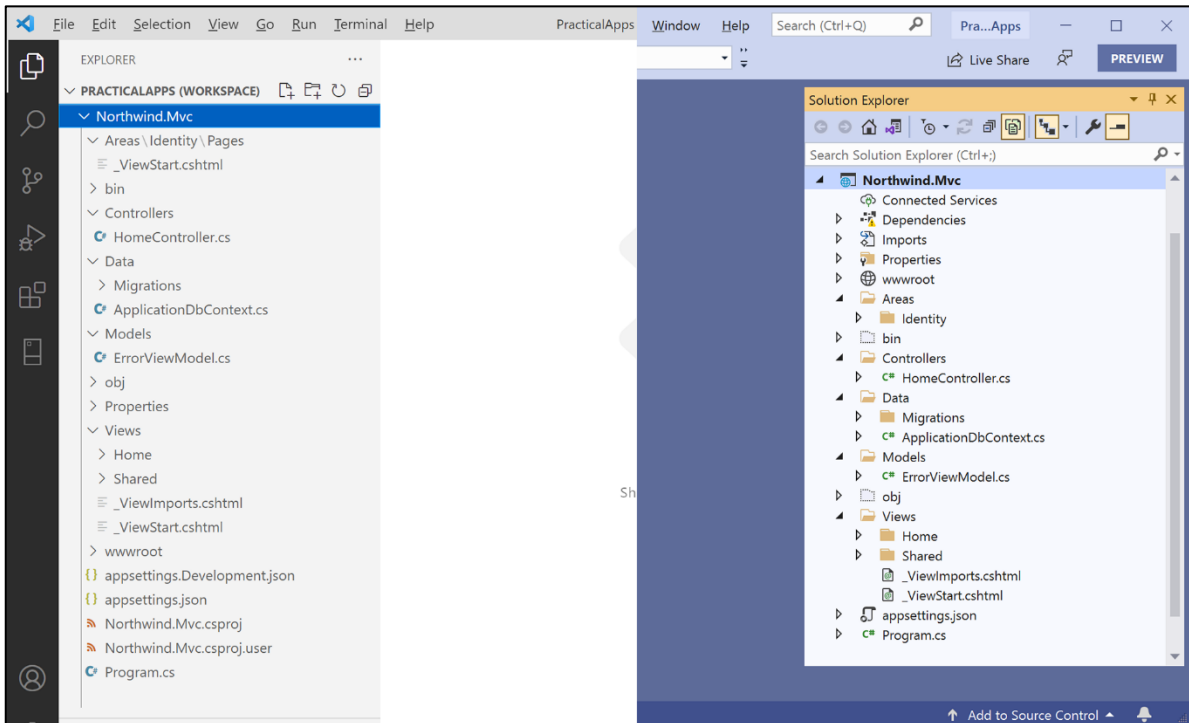 File Edit Selection View Go Run Terminal Help PracticalApps
EXPLORER ...
PRACTICALAPPS (WORKSPACE)
Northwind.Mvc
Areas\Identity\Pages
_ViewStart.cshtml
bin
Controllers
C# HomeController.cs
Data
Migrations
C# ApplicationDbContext.cs
Models
C# ErrorViewModel.cs
obj
Properties
Views
Home
Shared
_ViewImports.cshtml
_ViewStart.cshtml
wwwroot
{} appsettings.Development.json
{} appsettings.json
Northwind.Mvc.csproj
Northwind.Mvc.csproj.user
C# Program.cs
Sh
Window Help Search (Ctrl+Q) Pra...Apps
Live Share PREVIEW
Solution Explorer
Search Solution Explorer (Ctrl+;)
Northwind.Mvc
Connected Services
Dependencies
Imports
Properties
wwwroot
Areas
Identity
bin
Controllers
C# HomeController.cs
Data
Migrations
C# ApplicationDbContext.cs
Models
C# ErrorViewModel.cs
obj
Views
Home
Shared
_ViewImports.cshtml
_ViewStart.cshtml
appsettings.json
C# Program.cs
Add to Source Control